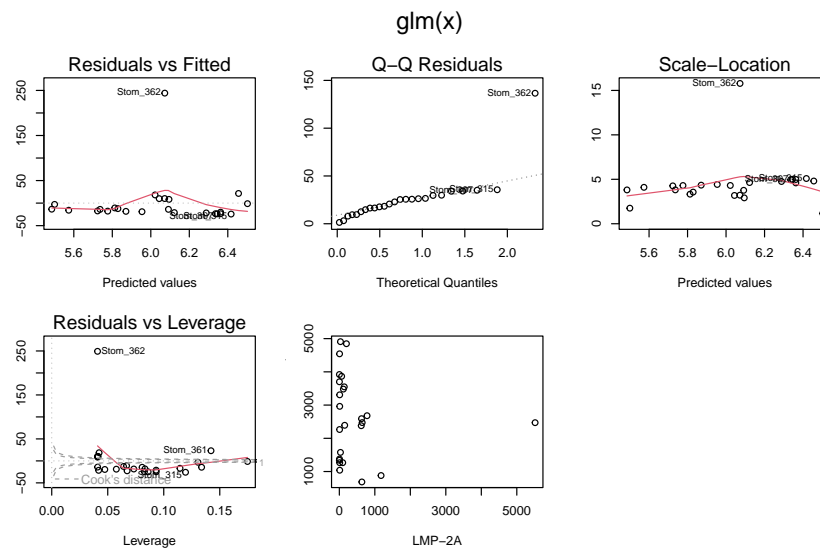 glm(x)
Residuals vs Fitted
Q−Q Residuals
Scale−Location
−50 50 150 250
Stom_362
5.6 5.8 6.0 6.2 6.4
Predicted values
0 50 100 150
Stom_362
0.0 0.5 1.0 1.5 2.0
Theoretical Quantiles
0 5 10 15
Stom_362
5.6 5.8 6.0 6.2 6.4
Predicted values
Residuals vs Leverage
−50 50 150 250
Stom_362
Stom_361
Stom_315
Cook's distance
1
0.00 0.05 0.10 0.15
Leverage
1000 3000 5000
0 1000 3000 5000
LMP−2A